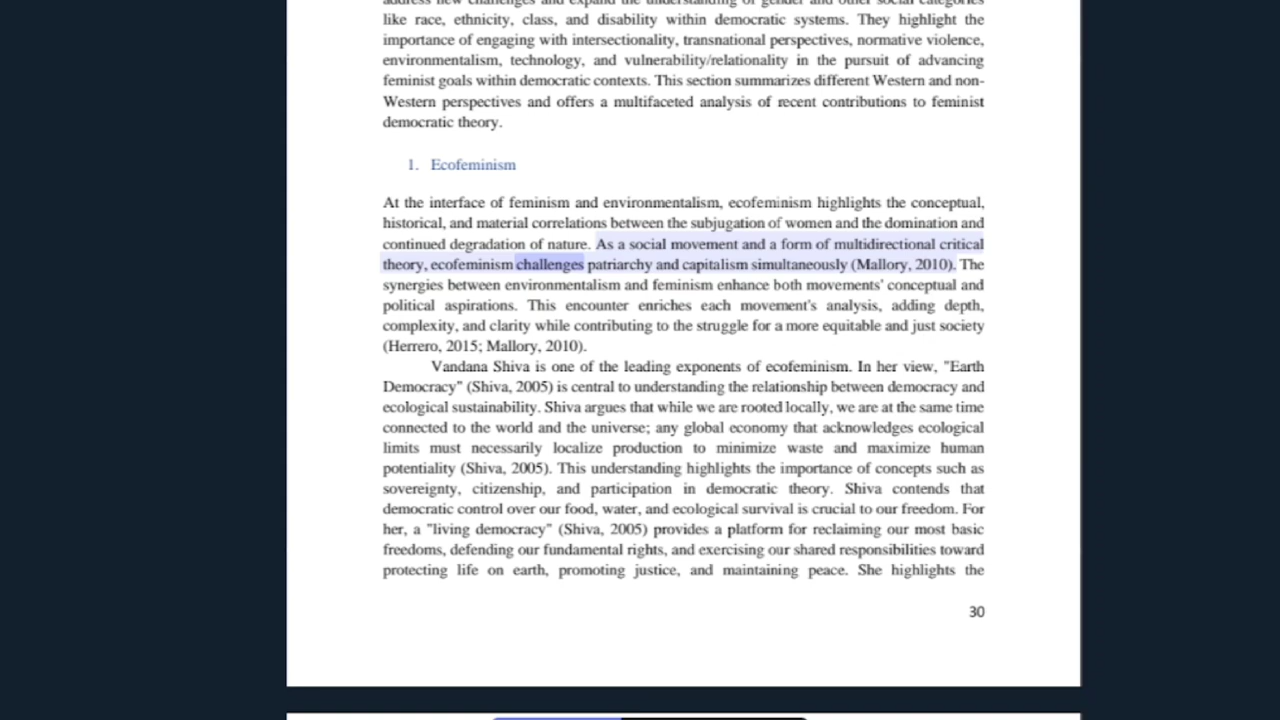 address new challenges and expand the understanding of gender and other social categories
like race, ethnicity, class, and disability within democratic systems. They highlight the
importance of engaging with intersectionality, transnational perspectives, normative violence,
environmentalism, technology, and vulnerability/relationality in the pursuit of advancing
feminist goals within democratic contexts. This section summarizes different Western and non-
Western perspectives and offers a multifaceted analysis of recent contributions to feminist
democratic theory.
1. Ecofeminism
At the interface of feminism and environmentalism, ecofeminism highlights the conceptual,
historical, and material correlations between the subjugation of women and the domination and
continued degradation of nature. As a social movement and a form of multidirectional critical
theory, ecofeminism challenges patriarchy and capitalism simultaneously (Mallory, 2010). The
synergies between environmentalism and feminism enhance both movements' conceptual and
political aspirations. This encounter enriches each movement's analysis, adding depth,
complexity, and clarity while contributing to the struggle for a more equitable and just society
(Herrero, 2015; Mallory, 2010).
Vandana Shiva is one of the leading exponents of ecofeminism. In her view, "Earth
Democracy" (Shiva, 2005) is central to understanding the relationship between democracy and
ecological sustainability. Shiva argues that while we are rooted locally, we are at the same time
connected to the world and the universe; any global economy that acknowledges ecological
limits must necessarily localize production to minimize waste and maximize human
potentiality (Shiva, 2005). This understanding highlights the importance of concepts such as
sovereignty, citizenship, and participation in democratic theory. Shiva contends that
democratic control over our food, water, and ecological survival is crucial to our freedom. For
her, a "living democracy" (Shiva, 2005) provides a platform for reclaiming our most basic
freedoms, defending our fundamental rights, and exercising our shared responsibilities toward
protecting life on earth, promoting justice, and maintaining peace. She highlights the
30